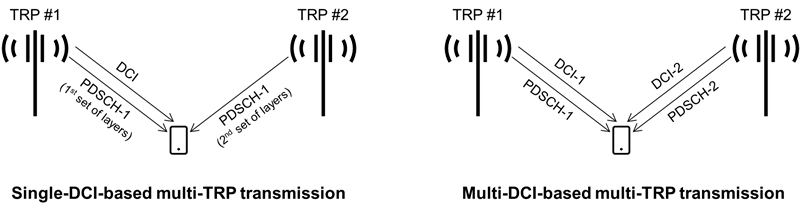 TRP #1
TRP #2
DCI
PDSCH-1
(1st set of layers)
PDSCH-1
(2nd set of layers)
Single-DCI-based multi-TRP transmission
TRP #1
TRP #2
DCI-1
PDSCH-1
DCI-2
PDSCH-2
Multi-DCI-based multi-TRP transmission